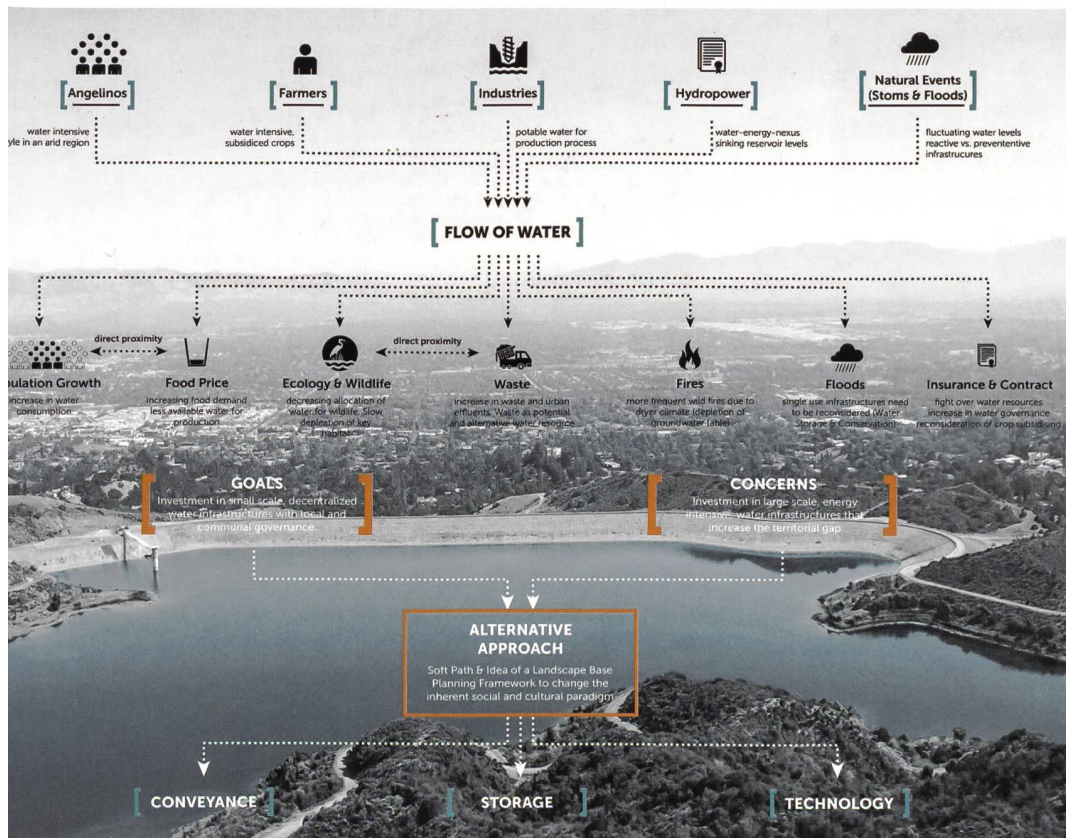 Angelinos
Farmers
Industries
Hydropower
Natural Events
(Stoms & Floods)
water intensive
yle in an arid region
water intensive,
subsidiced crops
potable water for
production process
water-energy-nexus
sinking reservoir levels
fluctuating water levels
reactive vs. prevententive
infrastrucures
FLOW OF WATER
direct proximity
direct proximity
pulation Growth
increase in water
consumption.
Food Price
increasing food demand
less available water for
production
Ecology & Wildlife
decreasing allocation of
water for wildlife. Slow
depleation of key
habitat
Waste
increase in waste and urban
effluents. Waste as potential
and alternative water resource
Fires
more frequent wild fires due to
dryer climate (depletion of
groundwater table)
Floods
single use infrastructures need
to be reconsidered (Water
Storage & Conservation)
Insurance & Contract
fight over water resources
increase in water governance
reconsideration of crop subsidising
GOALS
Investment in small scale, decentralized
water infrastructures with local and
communal governance.
CONCERNS
Investment in large scale, energy
intensive, water infrastructures that
increase the territorial gap
ALTERNATIVE
APPROACH
Soft Path & Idea of a Landscape Base
Planning Framework to change the
inherent social and cultural paradigm
CONVEYANCE
STORAGE
TECHNOLOGY